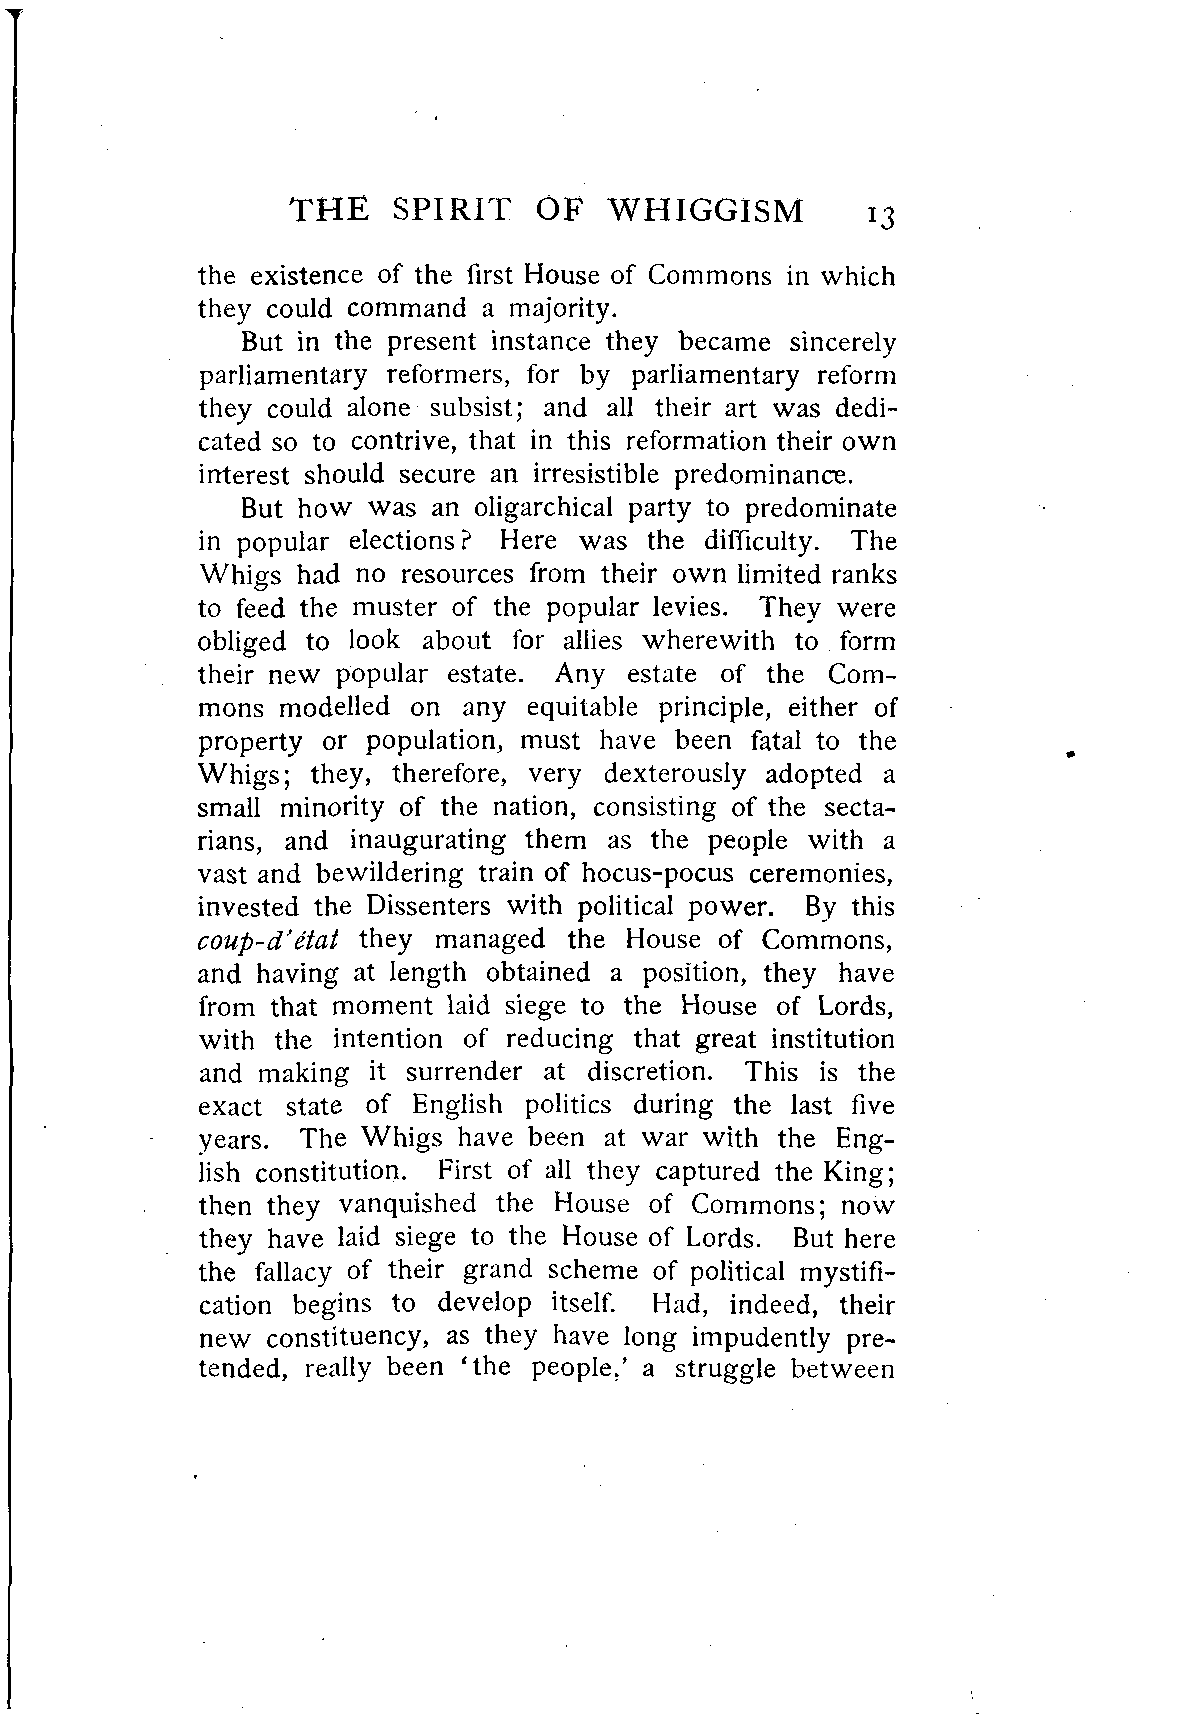 THE SPIRIT OF WHIGGISM 13
the existence of the first House of Commons in which
they could command a majority.
But in the present instance they became sincerely
parliamentary reformers, for by parliamentary reform
they could alone subsist; and all their art was dedi-
cated so to contrive, that in this reformation their own
interest should secure an irresistible predominance.
But how was an oligarchical party to predominate
in popular elections? Here was the difficulty. The
Whigs had no resources from their own limited ranks
to feed the muster of the popular levies. They were
obliged to look about for allies wherewith to form
their new popular estate. Any estate of the Com-
mons modelled on any equitable principle, either of
property or population, must have been fatal to the
Whigs; they, therefore, very dexterously adopted a
small minority of the nation, consisting of the secta-
rians, and inaugurating them as the people with a
vast and bewildering train of hocus-pocus ceremonies,
invested the Dissenters with political power. By this
coup-d'état they managed the House of Commons,
and having at length obtained a position, they have
from that moment laid siege to the House of Lords,
with the intention of reducing that great institution
and making it surrender at discretion. This is the
exact state of English politics during the last five
years. The Whigs have been at war with the Eng-
lish constitution. First of all they captured the King;
then they vanquished the House of Commons; now
they have laid siege to the House of Lords. But here
the fallacy of their grand scheme of political mystifi-
cation begins to develop itself. Had, indeed, their
new constituency, as they have long impudently pre-
tended, really been 'the people,' a struggle between